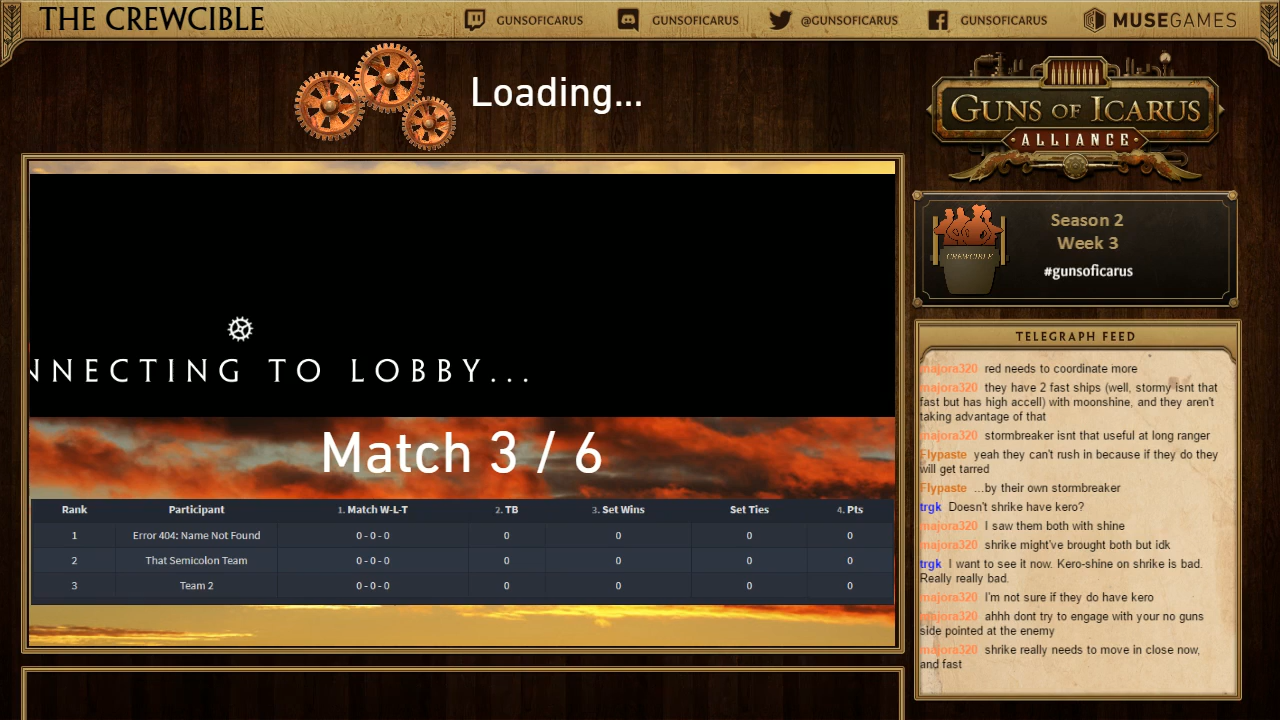 THE CREWCIBLE
GUNSOFICARUS
GUNSOFICARUS
@GUNSOFICARUS
GUNSOFICARUS
MUSEGAMES
Loading...
GUNS OF ICARUS
ALLIANCE
NNECTING TO LOBBY...
Match 3 / 6
Rank Participant 1. Match W-L-T 2. TB 3. Set Wins Set Ties 4. Pts
1 Error 404: Name Not Found 0 - 0 - 0 0 0 0 0
2 That Semicolon Team 0 - 0 - 0 0 0 0 0
3 Team 2 0 - 0 - 0 0 0 0 0
CREWCIBLE
Season 2
Week 3
#gunsoficarus
TELEGRAPH FEED
majora320 red needs to coordinate more
majora320 they have 2 fast ships (well, stormy isnt that
fast but has high accell) with moonshine, and they aren't
taking advantage of that
majora320 stormbreaker isnt that useful at long ranger
Flypaste yeah they can't rush in because if they do they
will get tarred
Flypaste ...by their own stormbreaker
trgk Doesn't shrike have kero?
majora320 I saw them both with shine
majora320 shrike might've brought both but idk
trgk I want to see it now. Kero-shine on shrike is bad.
Really really bad.
majora320 I'm not sure if they do have kero
majora320 ahhh dont try to engage with your no guns
side pointed at the enemy
majora320 shrike really needs to move in close now,
and fast